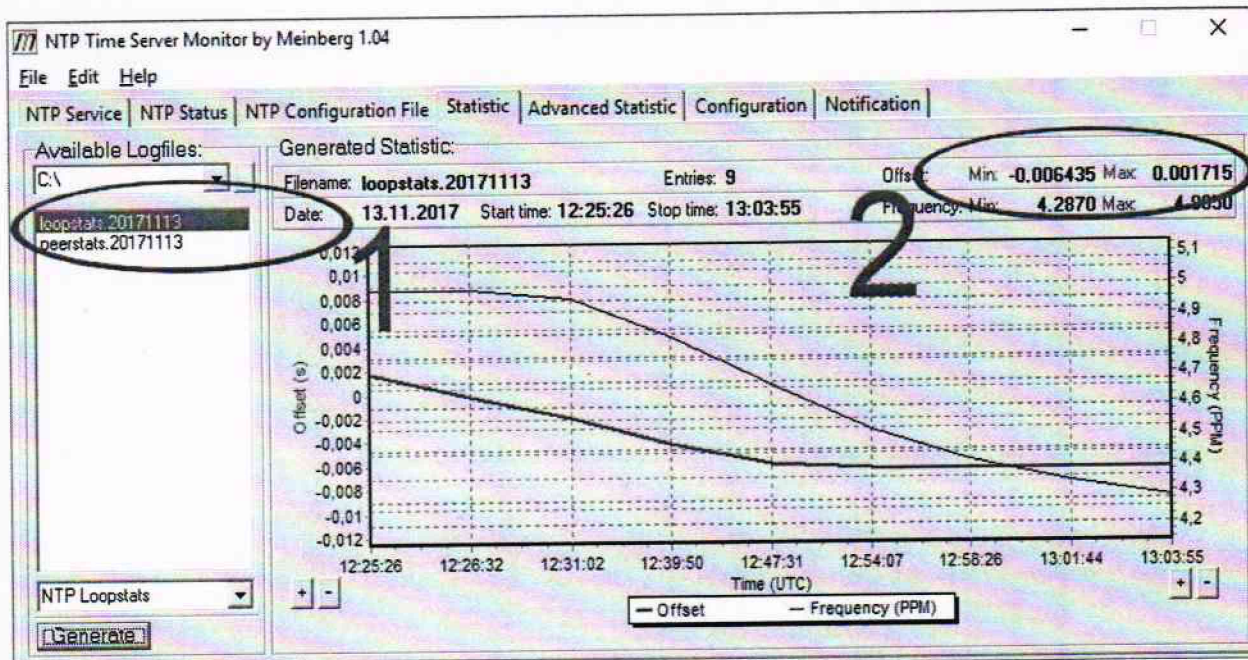 NTP Time Server Monitor by Meinberg 1.04
File Edit Help
NTP Service NTP Status NTP Configuration File Statistic Advanced Statistic Configuration Notification
Available Logfiles:
C:\
loopstats.20171113
peerstats.20171113
NTP Loopstats
Generate
Generated Statistic:
Filename: loopstats.20171113 Entries: 9 Offset: Min: -0.006435 Max: 0.001715
Date: 13.11.2017 Start time: 12:25:26 Stop time: 13:03:55 Frequency: Min: 4.2870 Max:
1
2
Offset (s)
0,012
0,01
0,008
0,006
0,004
0,002
0
-0,002
-0,004
-0,006
-0,008
-0,01
-0,012
5,1
5
4,9
4,8
4,7
4,6
4,5
4,4
4,3
4,2
Frequency (PPM)
12:25:26 12:26:32 12:31:02 12:39:50 12:47:31 12:54:07 12:58:26 13:01:44 13:03:55
Time (UTC)
+ -
+ -
Offset Frequency (PPM)